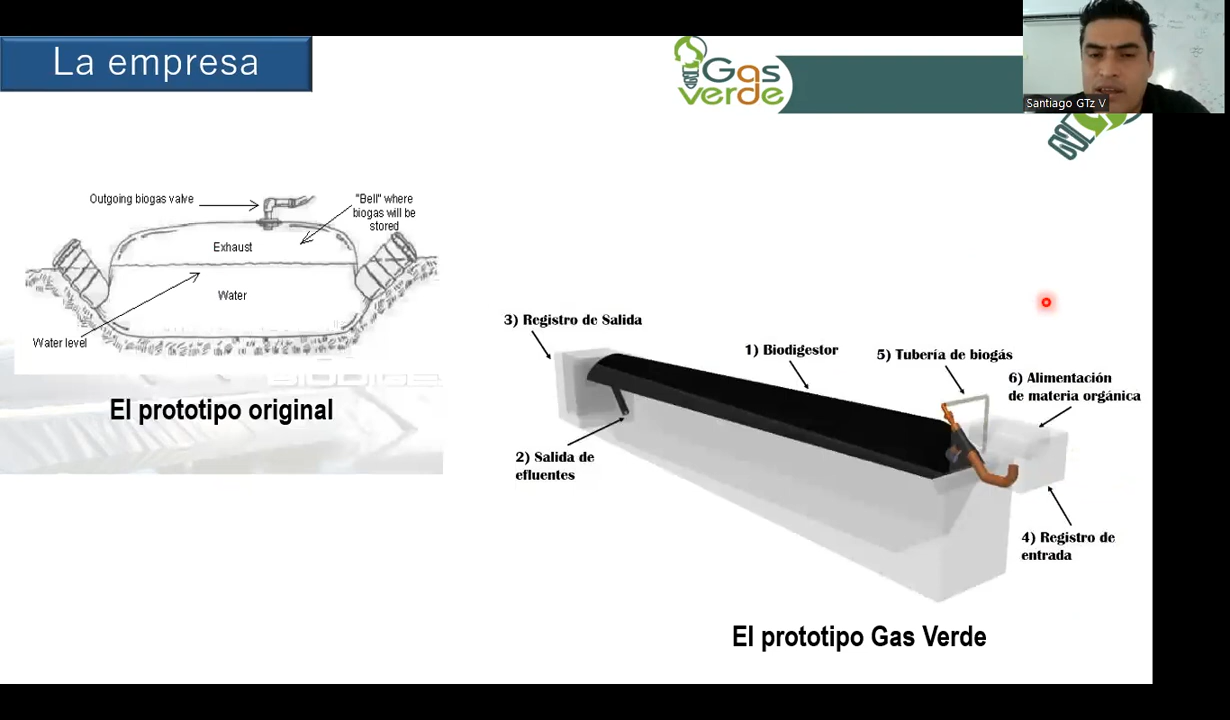 La empresa
Gas
verde
Santiago GTz V
Outgoing biogas valve
"Bell" where
biogas will be
stored
Exhaust
Water
Water level
El prototipo original
3) Registro de Salida
1) Biodigestor
5) Tubería de biogás
6) Alimentación
de materia orgánica
2) Salida de
efluentes
4) Registro de
entrada
El prototipo Gas Verde